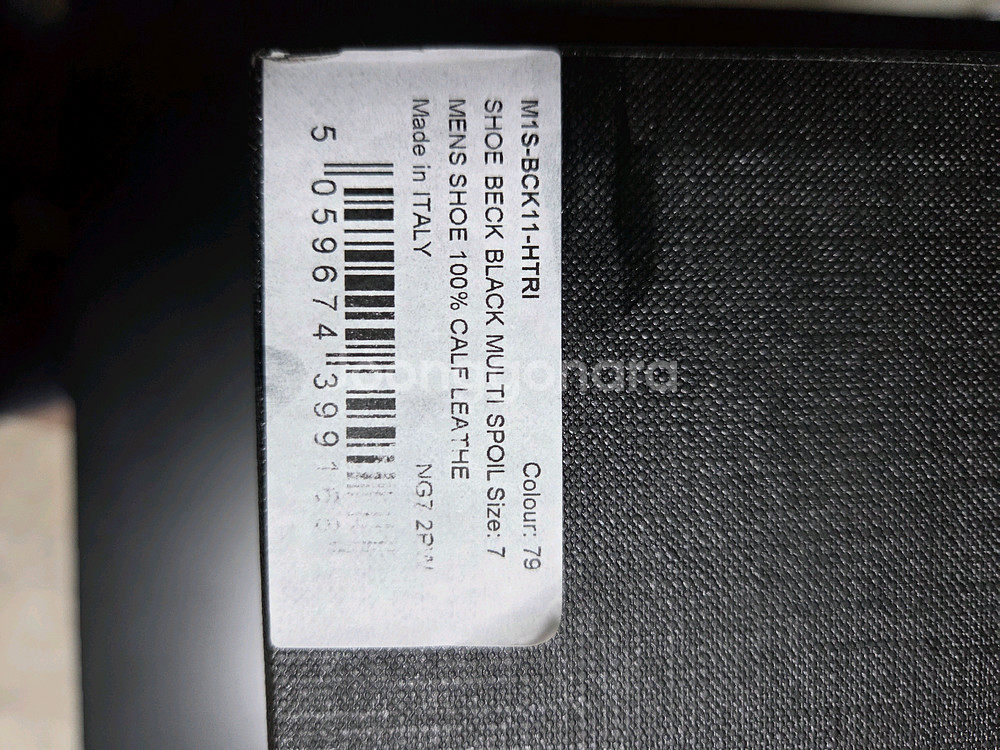 M1S-BCK11-HTRI Colour: 79
SHOE BECK BLACK MULTI SPOIL Size: 7
MENS SHOE 100% CALF LEATHE
Made in ITALY NG7
5 059674 399